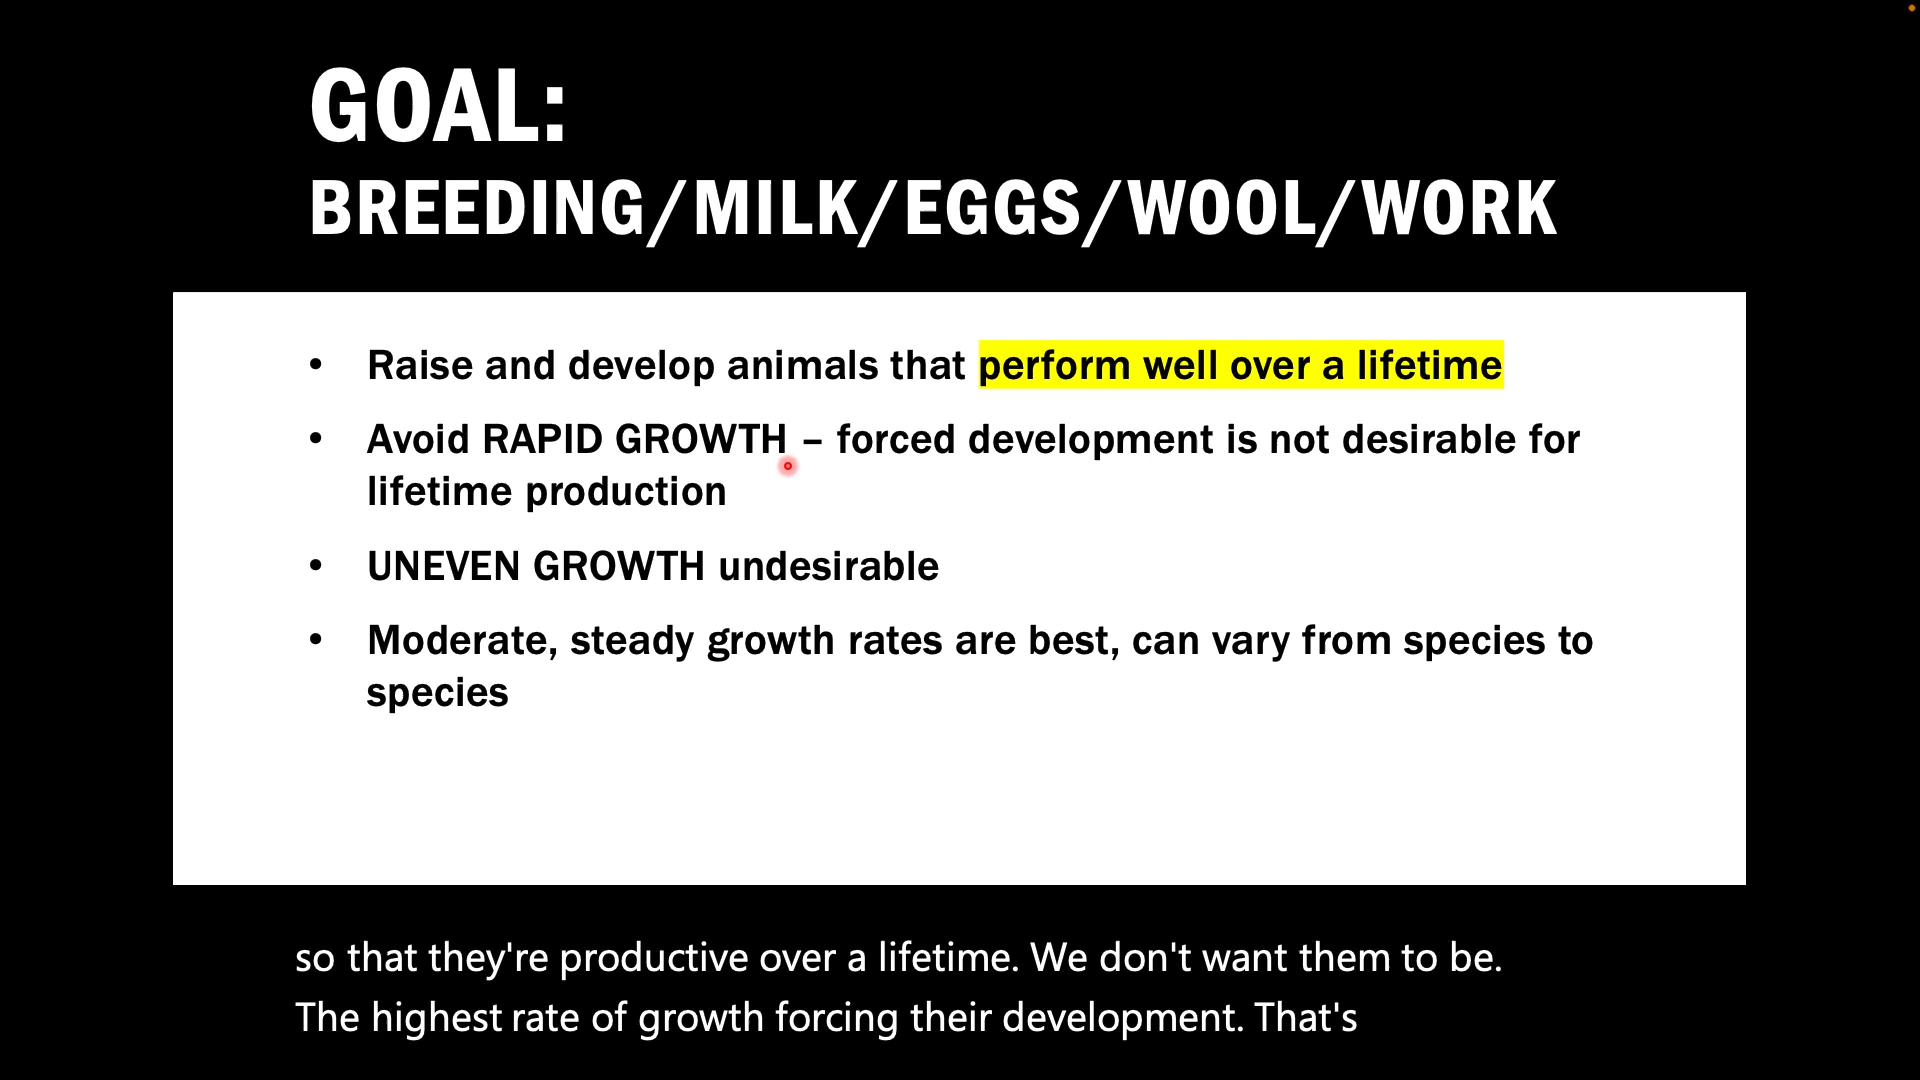 GOAL:
BREEDING/MILK/EGGS/WOOL/WORK
• Raise and develop animals that perform well over a lifetime
• Avoid RAPID GROWTH – forced development is not desirable for
lifetime production
• UNEVEN GROWTH undesirable
• Moderate, steady growth rates are best, can vary from species to
species
so that they're productive over a lifetime. We don't want them to be.
The highest rate of growth forcing their development. That's